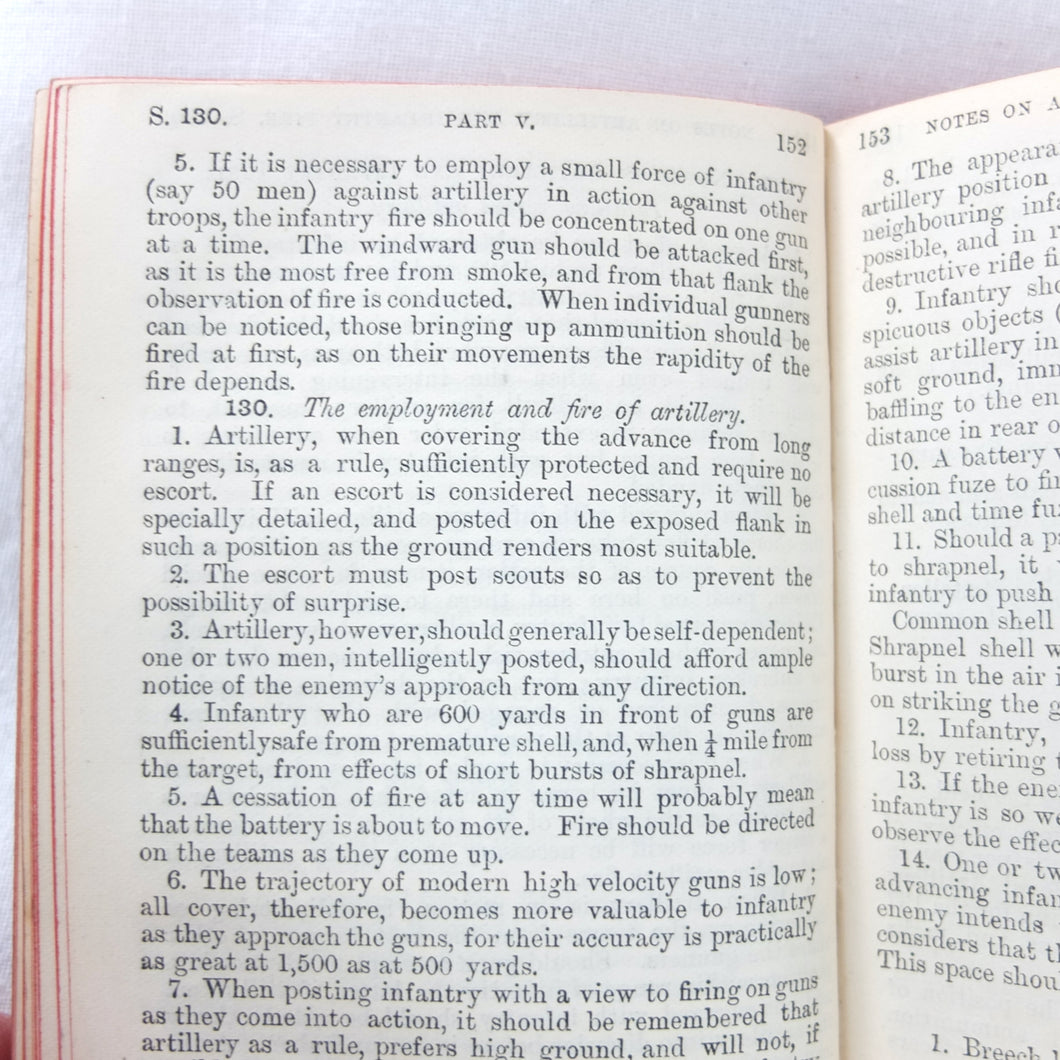 S. 130. PART V. 152
5. If it is necessary to employ a small force of infantry
(say 50 men) against artillery in action against other
troops, the infantry fire should be concentrated on one gun
at a time. The windward gun should be attacked first,
as it is the most free from smoke, and from that flank the
observation of fire is conducted. When individual gunners
can be noticed, those bringing up ammunition should be
fired at first, as on their movements the rapidity of the
fire depends.
130. The employment and fire of artillery.
1. Artillery, when covering the advance from long
ranges, is, as a rule, sufficiently protected and require no
escort. If an escort is considered necessary, it will be
specially detailed, and posted on the exposed flank in
such a position as the ground renders most suitable.
2. The escort must post scouts so as to prevent the
possibility of surprise.
3. Artillery, however, should generally be self-dependent;
one or two men, intelligently posted, should afford ample
notice of the enemy's approach from any direction.
4. Infantry who are 600 yards in front of guns are
sufficiently safe from premature shell, and, when ¼ mile from
the target, from effects of short bursts of shrapnel.
5. A cessation of fire at any time will probably mean
that the battery is about to move. Fire should be directed
on the teams as they come up.
6. The trajectory of modern high velocity guns is low;
all cover, therefore, becomes more valuable to infantry
as they approach the guns, for their accuracy is practically
as great at 1,500 as at 500 yards.
7. When posting infantry with a view to firing on guns
as they come into action, it should be remembered that
artillery as a rule, prefers high ground, and will not, if
153 NOTES ON A
8. The appeara
artillery position
neighbouring infa
possible, and in r
destructive rifle fi
9. Infantry sho
spicuous objects (
assist artillery in
soft ground, imm
baffling to the en
distance in rear o
10. A battery w
cussion fuze to fi
shell and time fuz
11. Should a pa
to shrapnel, it
infantry to push
Common shell
Shrapnel shell w
burst in the air i
on striking the g
12. Infantry,
loss by retiring t
13. If the ene
infantry is so we
observe the effec
14. One or tw
advancing infan
enemy intends
considers that th
This space shou
1. Breech